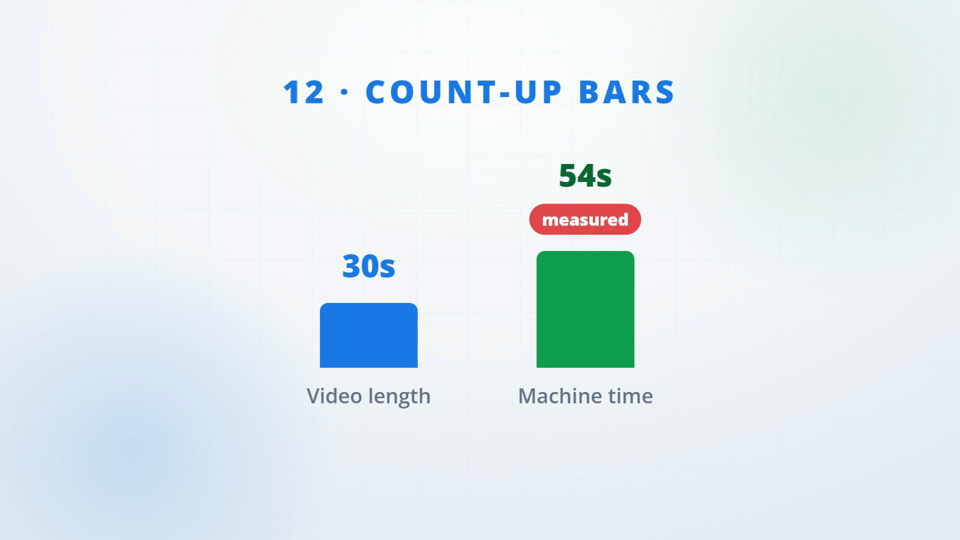 12 · COUNT-UP BARS
54s
measured
30s
Video length
Machine time